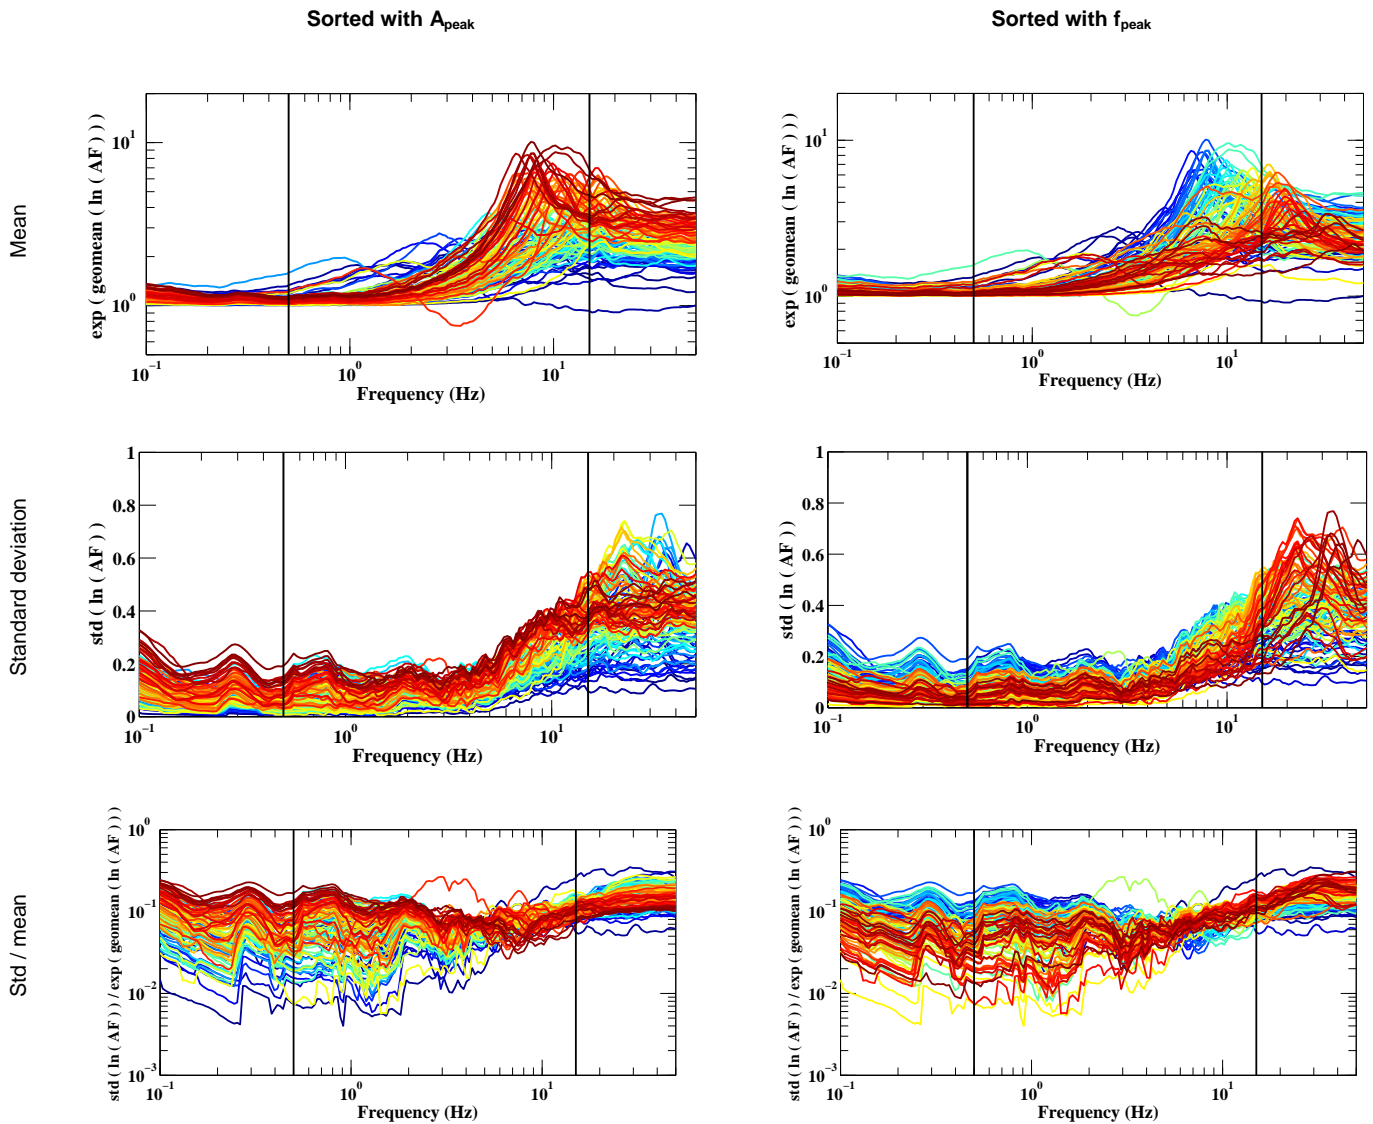 Sorted with Apeak
Sorted with fpeak
Mean
exp ( geomean ( ln ( AF ) ) )
10^1
10^0
10^−1 10^0 10^1
Frequency (Hz)
exp ( geomean ( ln ( AF ) ) )
10^1
10^0
10^−1 10^0 10^1
Frequency (Hz)
Standard deviation
std ( ln ( AF ) )
1
0.8
0.6
0.4
0.2
0
10^−1 10^0 10^1
Frequency (Hz)
std ( ln ( AF ) )
1
0.8
0.6
0.4
0.2
0
10^−1 10^0 10^1
Frequency (Hz)
Std / mean
std ( ln ( AF ) ) / exp ( geomean ( ln ( AF ) ) )
10^0
10^−1
10^−2
10^−3
10^−1 10^0 10^1
Frequency (Hz)
std ( ln ( AF ) ) / exp ( geomean ( ln ( AF ) ) )
10^0
10^−1
10^−2
10^−3
10^−1 10^0 10^1
Frequency (Hz)